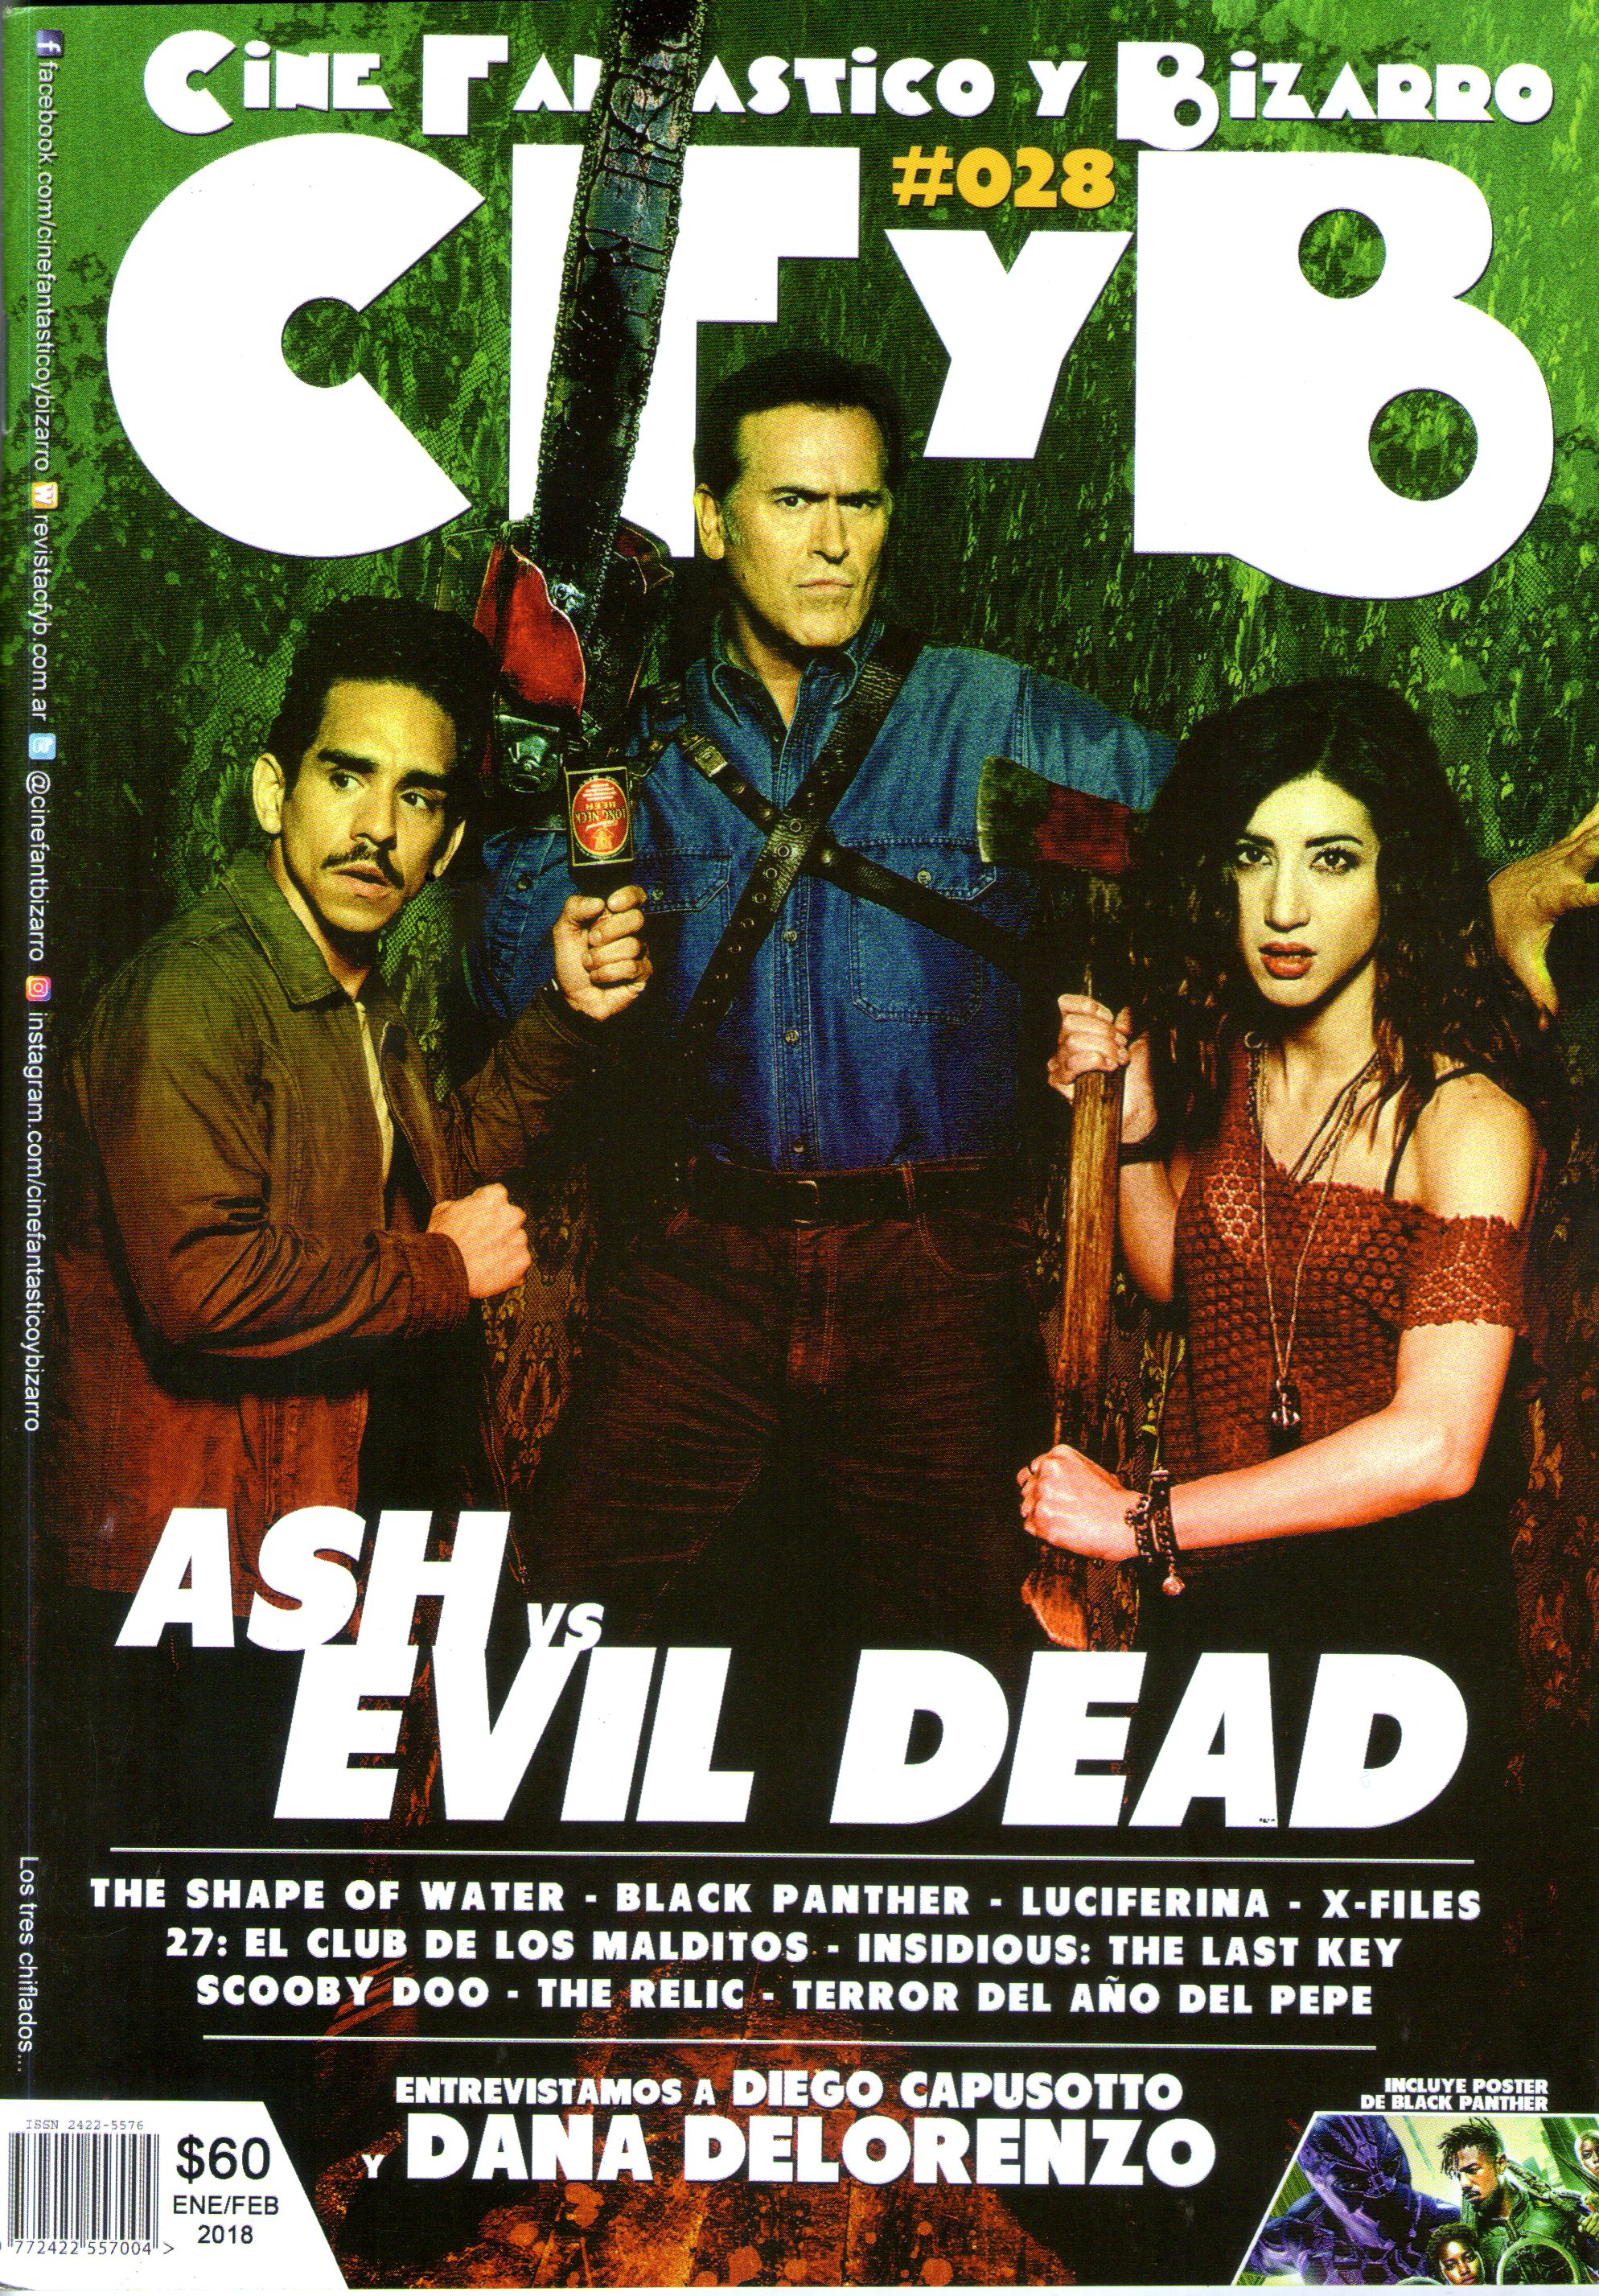 CINE FANTASTICO Y BIZARRO
CFYB
#028
facebook.com/cinefantasticoybizarro revistacfyb.com.ar @cinefantbizarro instagram.com/cinefantasticoybizarro
LONG NECK
BEER
ASH VS
EVIL DEAD
THE SHAPE OF WATER - BLACK PANTHER - LUCIFERINA - X-FILES
27: EL CLUB DE LOS MALDITOS - INSIDIOUS: THE LAST KEY
SCOOBY DOO - THE RELIC - TERROR DEL AÑO DEL PEPE
Los tres chiflados...
ENTREVISTAMOS A DIEGO CAPUSOTTO
Y DANA DELORENZO
INCLUYE POSTER
DE BLACK PANTHER
ISSN 2422-5576
$60
ENE/FEB
2018
772422 557004 >